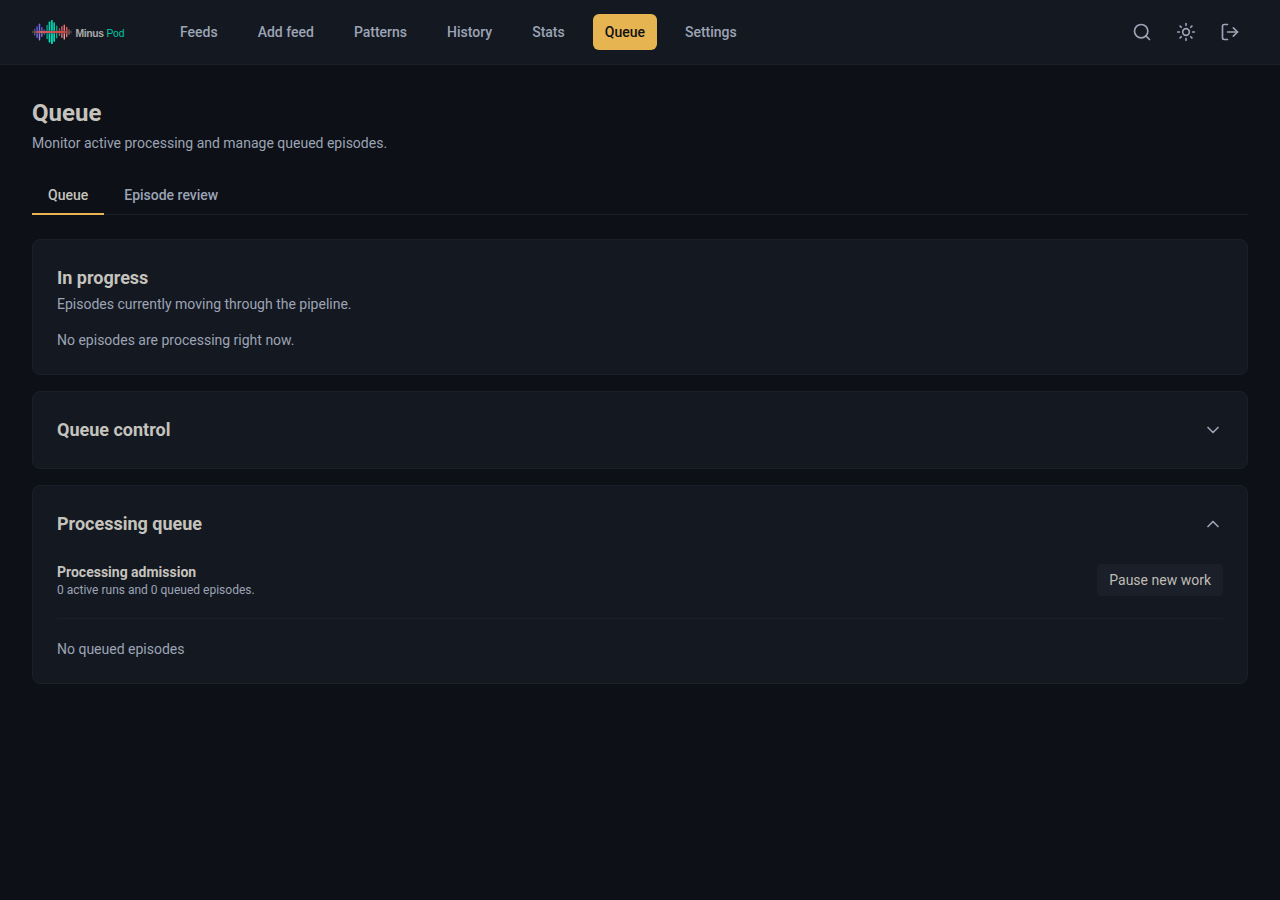 Minus Pod
Feeds
Add feed
Patterns
History
Stats
Queue
Settings
Queue
Monitor active processing and manage queued episodes.
Queue
Episode review
In progress
Episodes currently moving through the pipeline.
No episodes are processing right now.
Queue control
Processing queue
Processing admission
0 active runs and 0 queued episodes.
Pause new work
No queued episodes